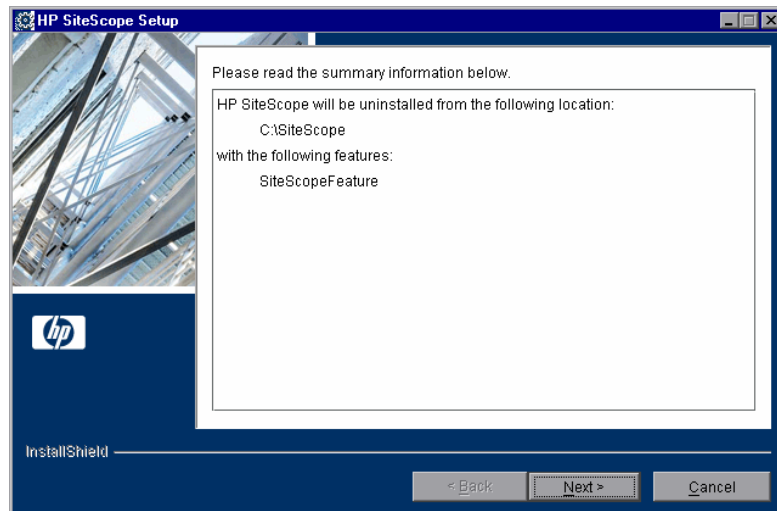 HP SiteScope Setup
Please read the summary information below.
HP SiteScope will be uninstalled from the following location:
C:\SiteScope
with the following features:
SiteScopeFeature
hp
InstallShield
< Back
Next >
Cancel